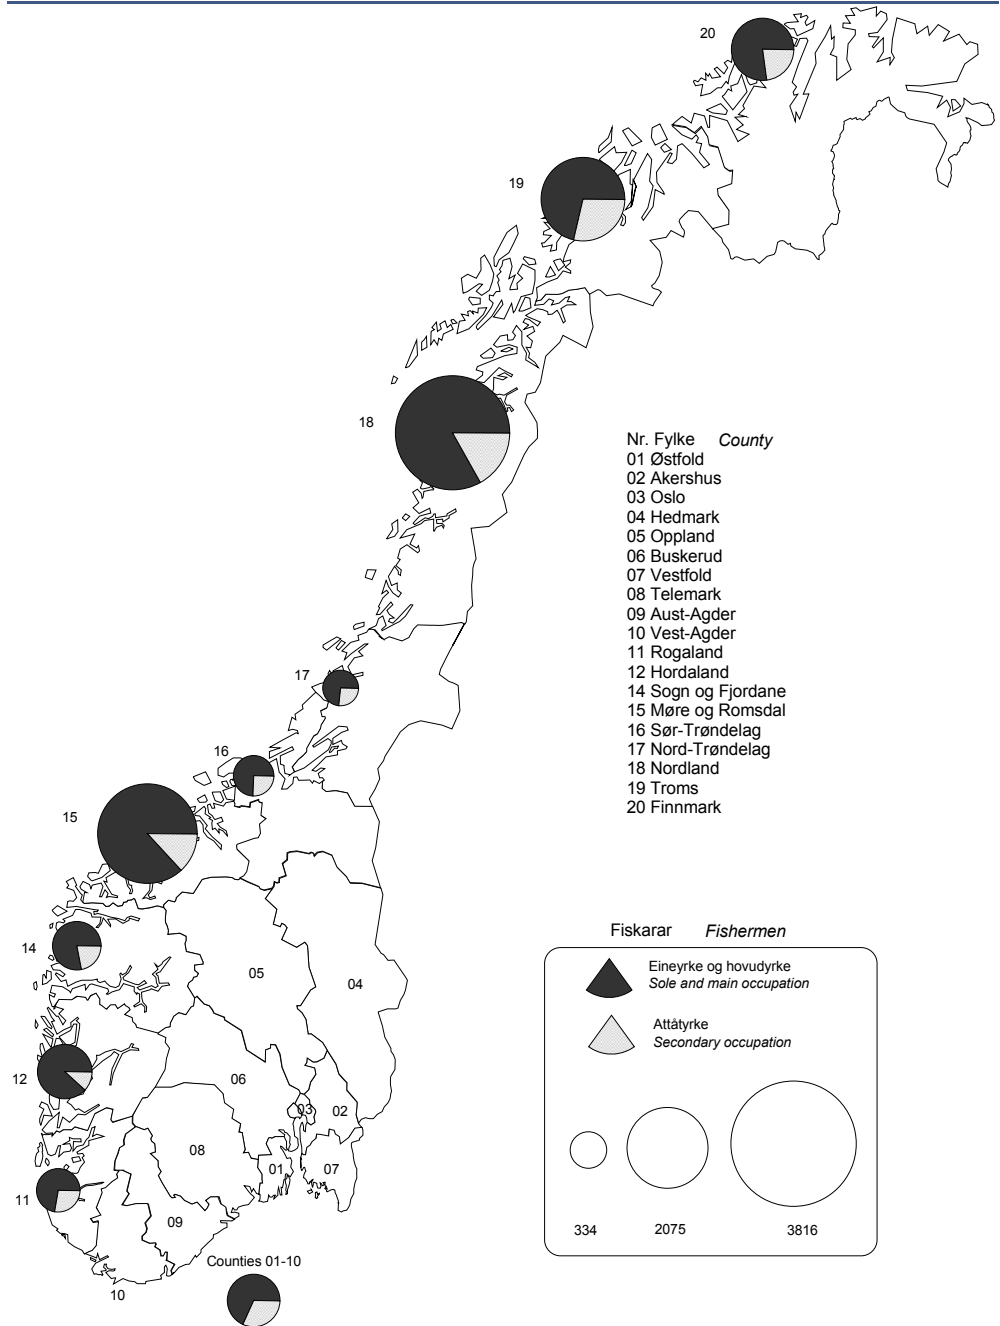 20
19
18
Nr. Fylke County
01 Østfold
02 Akershus
03 Oslo
04 Hedmark
05 Oppland
06 Buskerud
07 Vestfold
08 Telemark
09 Aust-Agder
10 Vest-Agder
11 Rogaland
12 Hordaland
14 Sogn og Fjordane
15 Møre og Romsdal
16 Sør-Trøndelag
17 Nord-Trøndelag
18 Nordland
19 Troms
20 Finnmark
17
16
15
14
05
04
12
06
03
02
08
01
07
11
09
10
Counties 01-10
Fiskarar Fishermen
Eineyrke og hovudyrke
Sole and main occupation
Attåtyrke
Secondary occupation
334
2075
3816